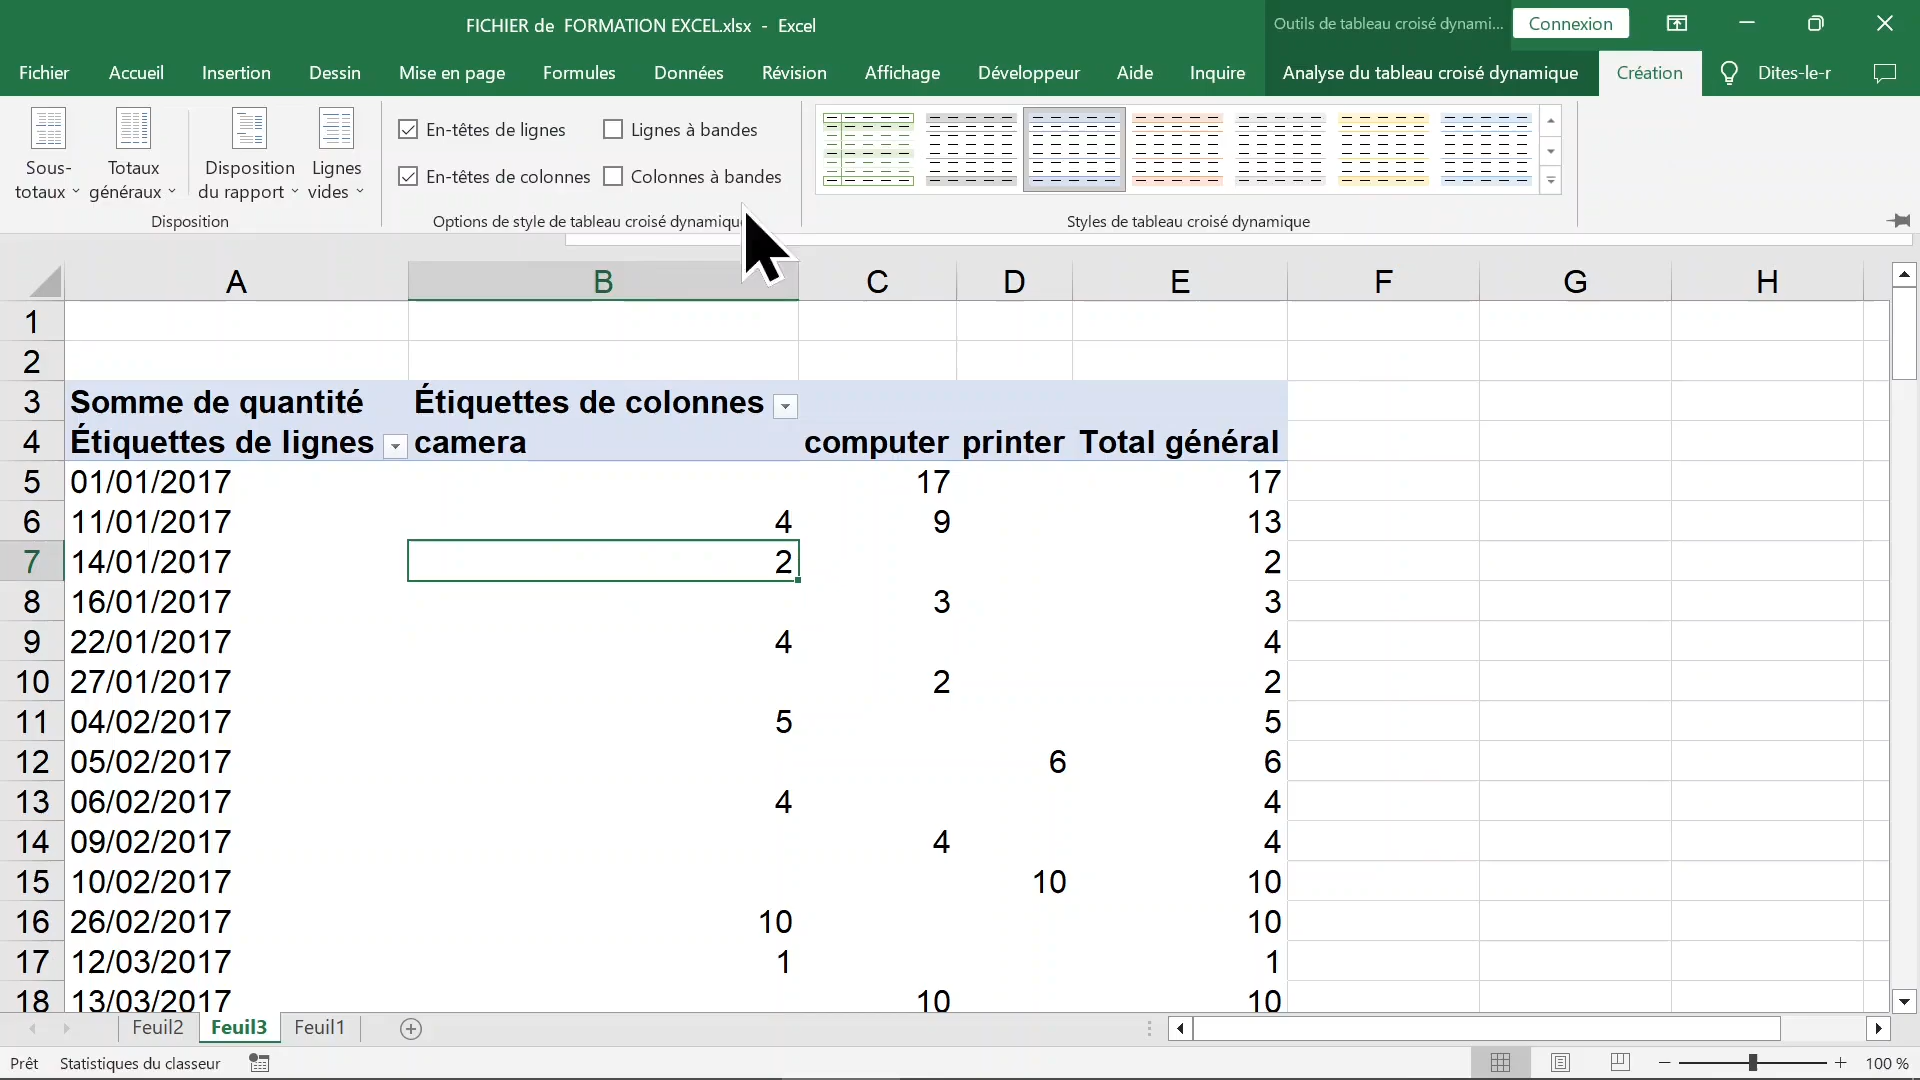 FICHIER de FORMATION EXCEL.xlsx - Excel
Outils de tableau croisé dynami...
Connexion
Fichier Accueil Insertion Dessin Mise en page Formules Données Révision Affichage Développeur Aide Inquire Analyse du tableau croisé dynamique Création Dites-le-r
En-têtes de lignes Lignes à bandes
En-têtes de colonnes Colonnes à bandes
Sous- Totaux Disposition Lignes
totaux généraux du rapport vides
Disposition Options de style de tableau croisé dynamique Styles de tableau croisé dynamique
A B C D E F G H
1
2
3 Somme de quantité Étiquettes de colonnes
4 Étiquettes de lignes camera computer printer Total général
5 01/01/2017 17 17
6 11/01/2017 4 9 13
7 14/01/2017 2 2
8 16/01/2017 3 3
9 22/01/2017 4 4
10 27/01/2017 2 2
11 04/02/2017 5 5
12 05/02/2017 6 6
13 06/02/2017 4 4
14 09/02/2017 4 4
15 10/02/2017 10 10
16 26/02/2017 10 10
17 12/03/2017 1 1
18 13/03/2017 10 10
Feuil2 Feuil3 Feuil1
Prêt Statistiques du classeur 100 %